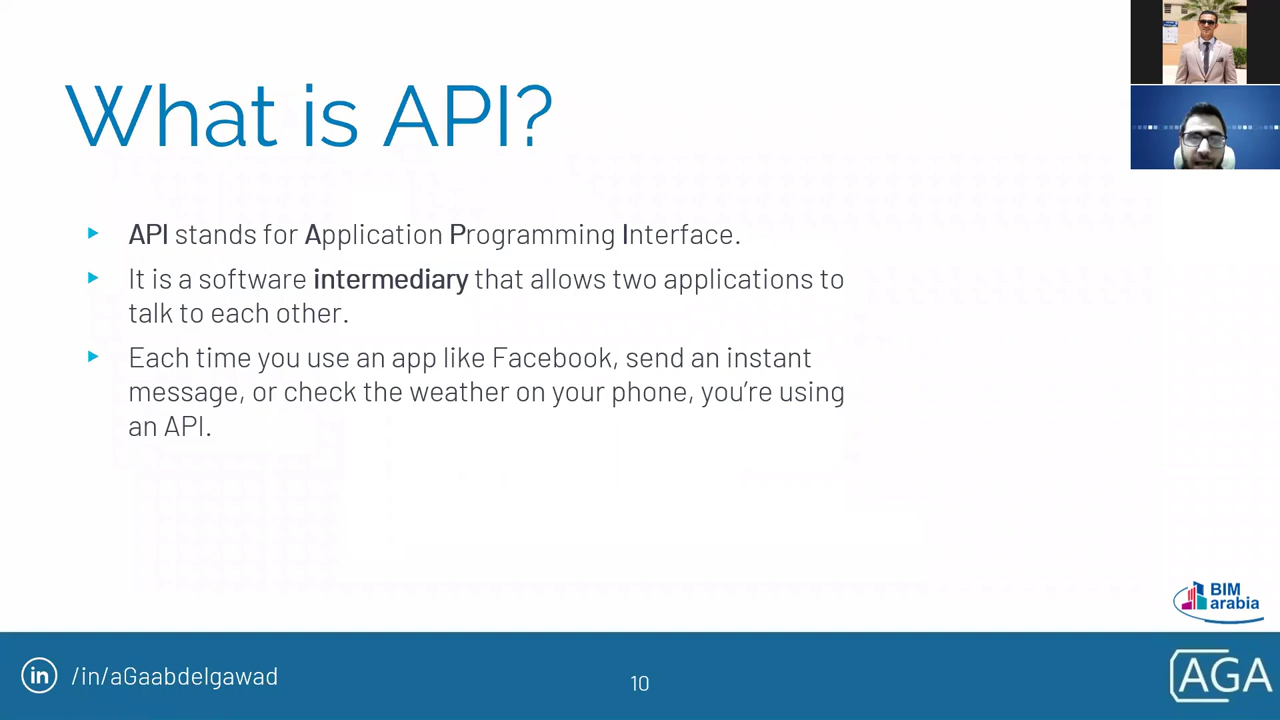 What is API?
API stands for Application Programming Interface.
It is a software intermediary that allows two applications to
talk to each other.
Each time you use an app like Facebook, send an instant
message, or check the weather on your phone, you’re using
an API.
BIM
arabia
in /in/aGaabdelgawad
10
AGA